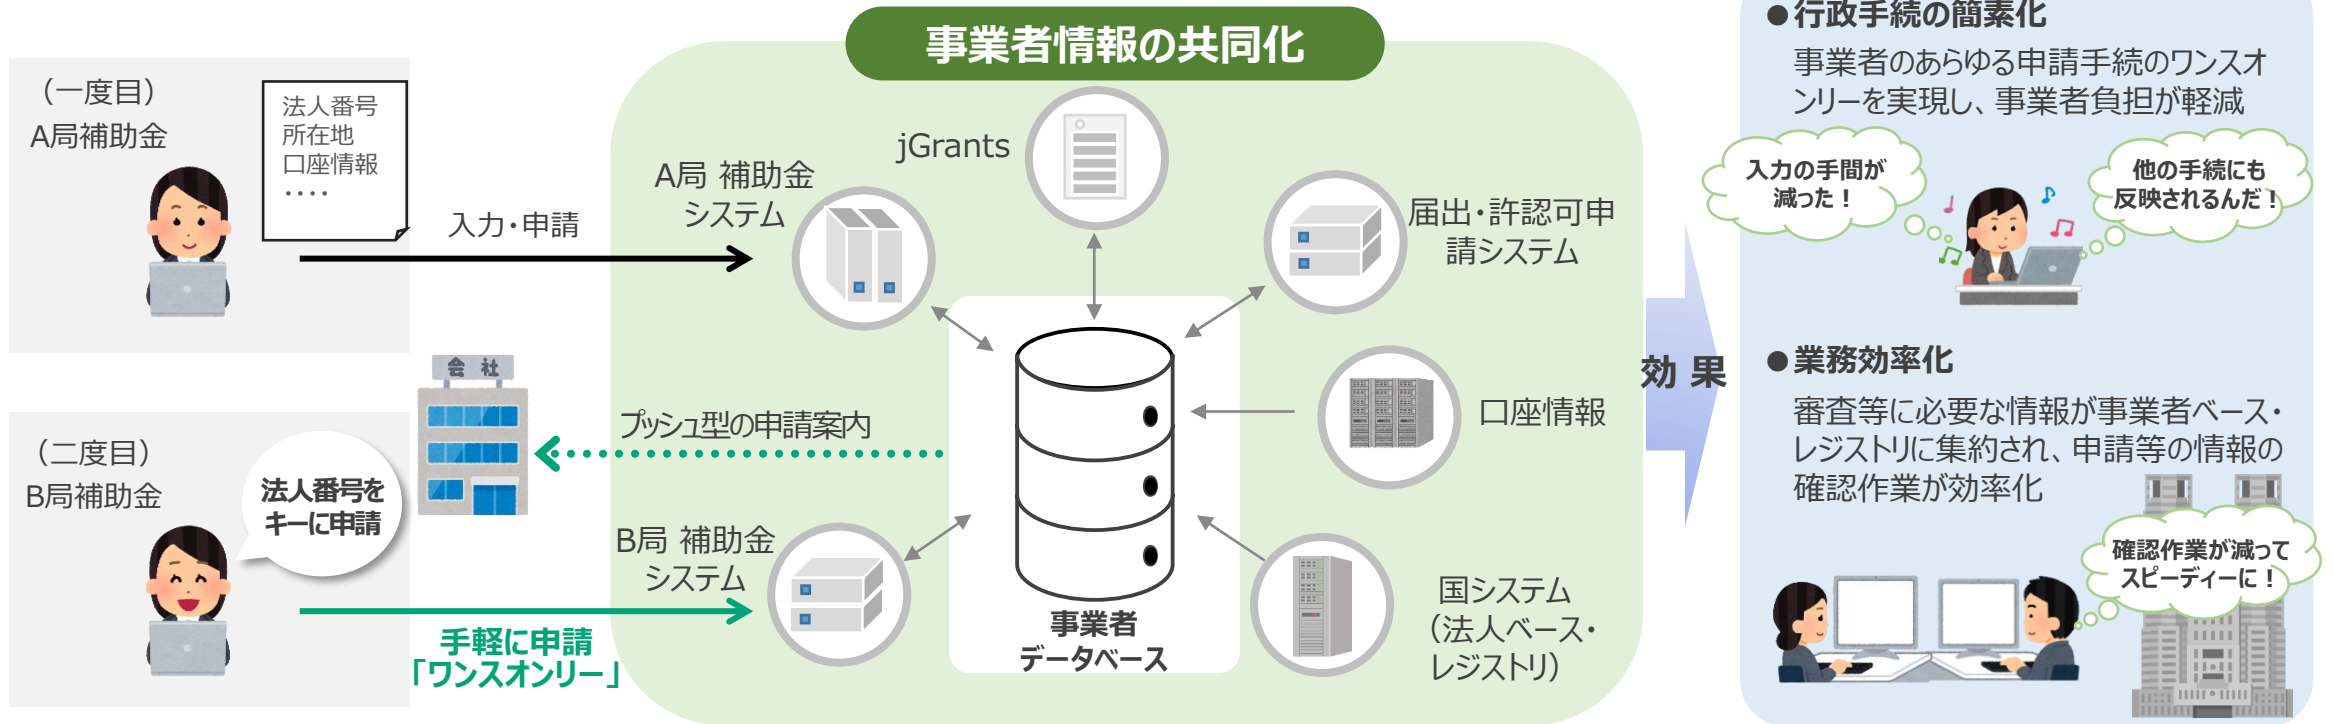 事業者情報の共同化
（一度目）
A局補助金
法人番号
所在地
口座情報
‥‥
入力・申請
A局 補助金
システム
jGrants
届出・許認可申
請システム
口座情報
国システム
（法人ベース・
レジストリ）
事業者
データベース
プッシュ型の申請案内
会 社
（二度目）
B局補助金
法人番号を
キーに申請
B局 補助金
システム
手軽に申請
「ワンスオンリー」
効 果
●行政手続の簡素化
事業者のあらゆる申請手続のワンスオ
ンリーを実現し、事業者負担が軽減
入力の手間が
減った！
他の手続にも
反映されるんだ！
●業務効率化
審査等に必要な情報が事業者ベース・
レジストリに集約され、申請等の情報の
確認作業が効率化
確認作業が減って
スピーディーに！